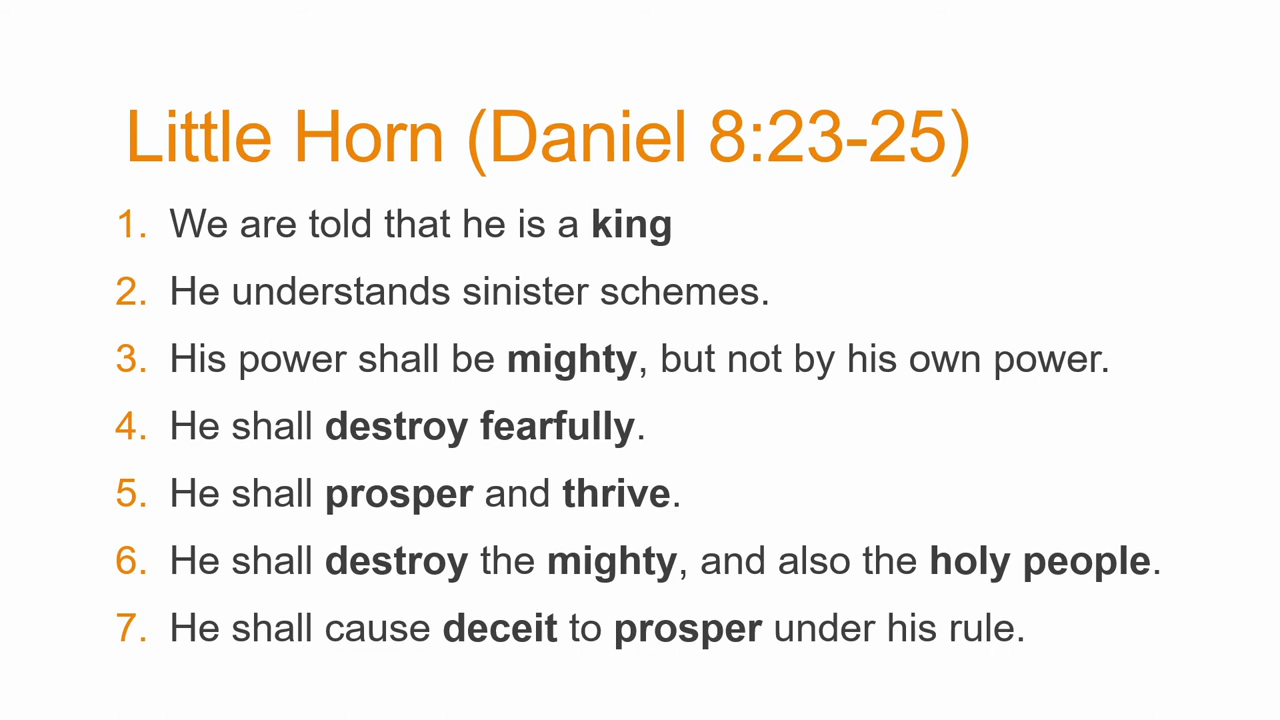 Little Horn (Daniel 8:23-25)
1. We are told that he is a king
2. He understands sinister schemes.
3. His power shall be mighty, but not by his own power.
4. He shall destroy fearfully.
5. He shall prosper and thrive.
6. He shall destroy the mighty, and also the holy people.
7. He shall cause deceit to prosper under his rule.